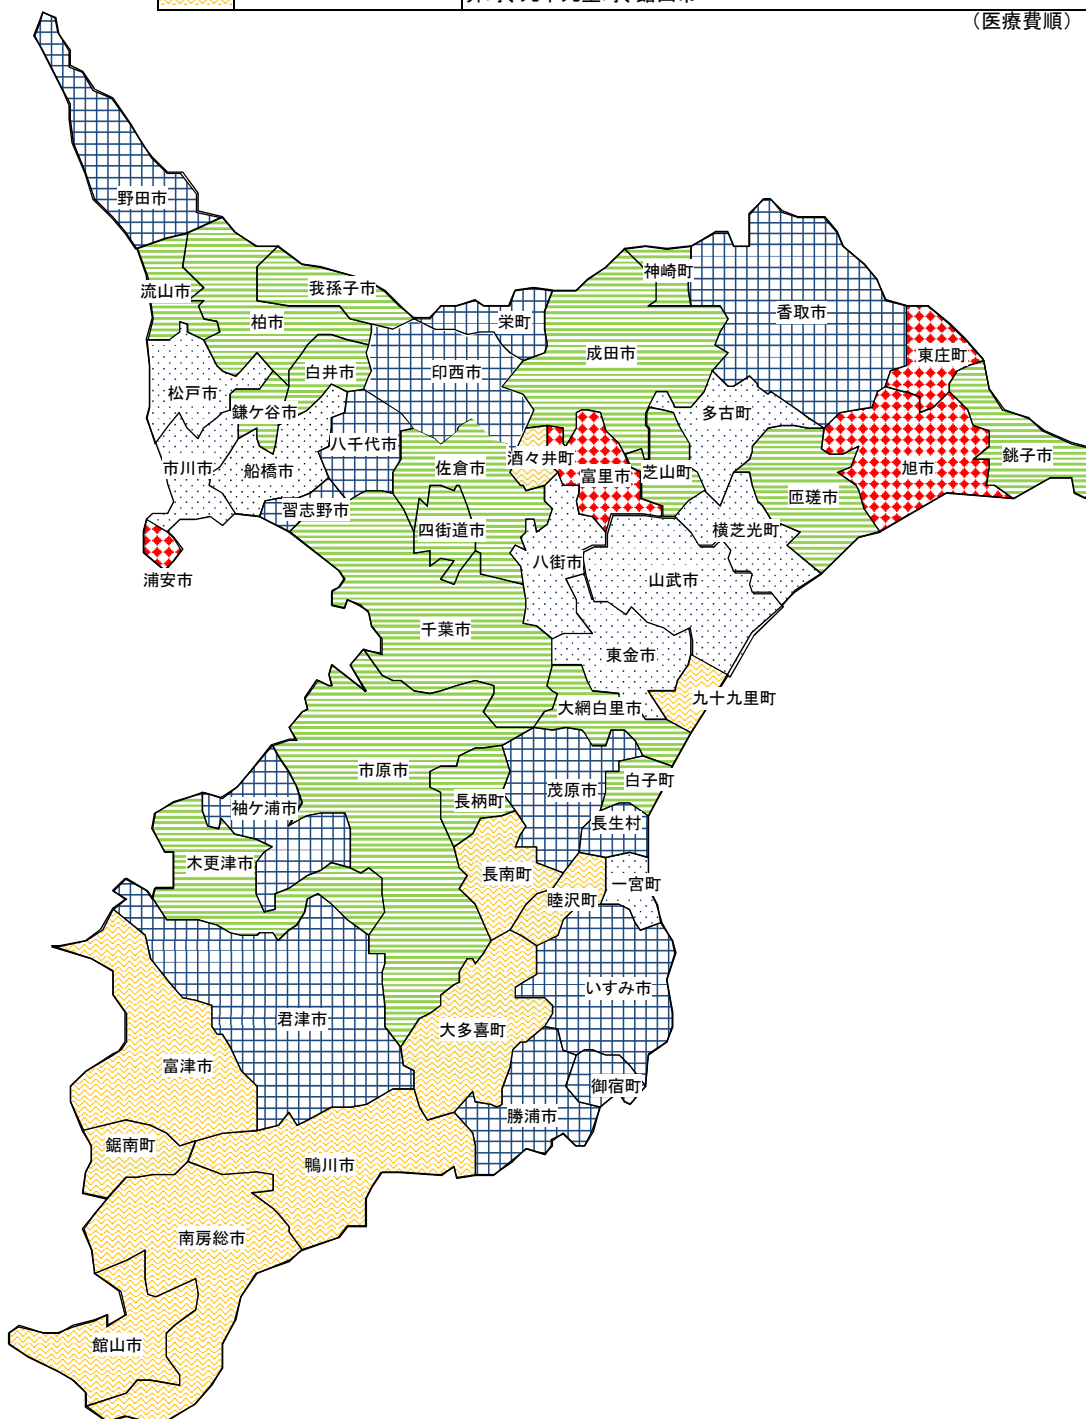 （医療費順）
野田市
流山市
我孫子市
柏市
神崎町
香取市
栄町
成田市
東庄町
白井市
印西市
松戸市
鎌ケ谷市
多古町
八千代市
市川市
船橋市
佐倉市
酒々井町
富里市
芝山町
旭市
銚子市
匝瑳市
習志野市
四街道市
横芝光町
八街市
浦安市
山武市
千葉市
東金市
九十九里町
大網白里市
市原市
白子町
長柄町
茂原市
袖ケ浦市
長生村
木更津市
長南町
一宮町
睦沢町
いすみ市
君津市
大多喜町
富津市
御宿町
勝浦市
鋸南町
鴨川市
南房総市
館山市